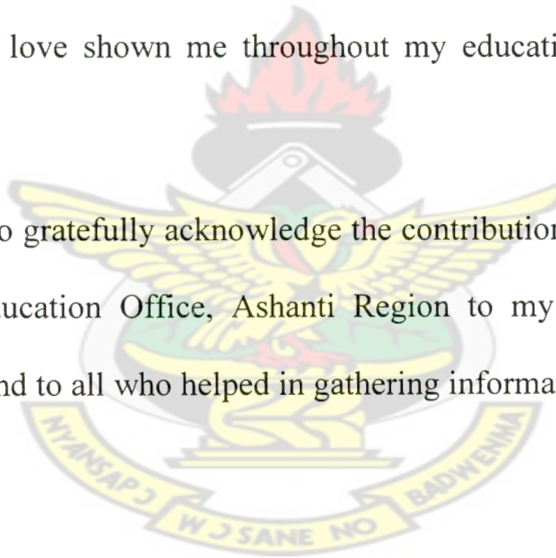 love shown me throughout my educati
o gratefully acknowledge the contribution
ucation Office, Ashanti Region to my
nd to all who helped in gathering informa
NYANSAPƆ WƆSANE NO BADWENMA